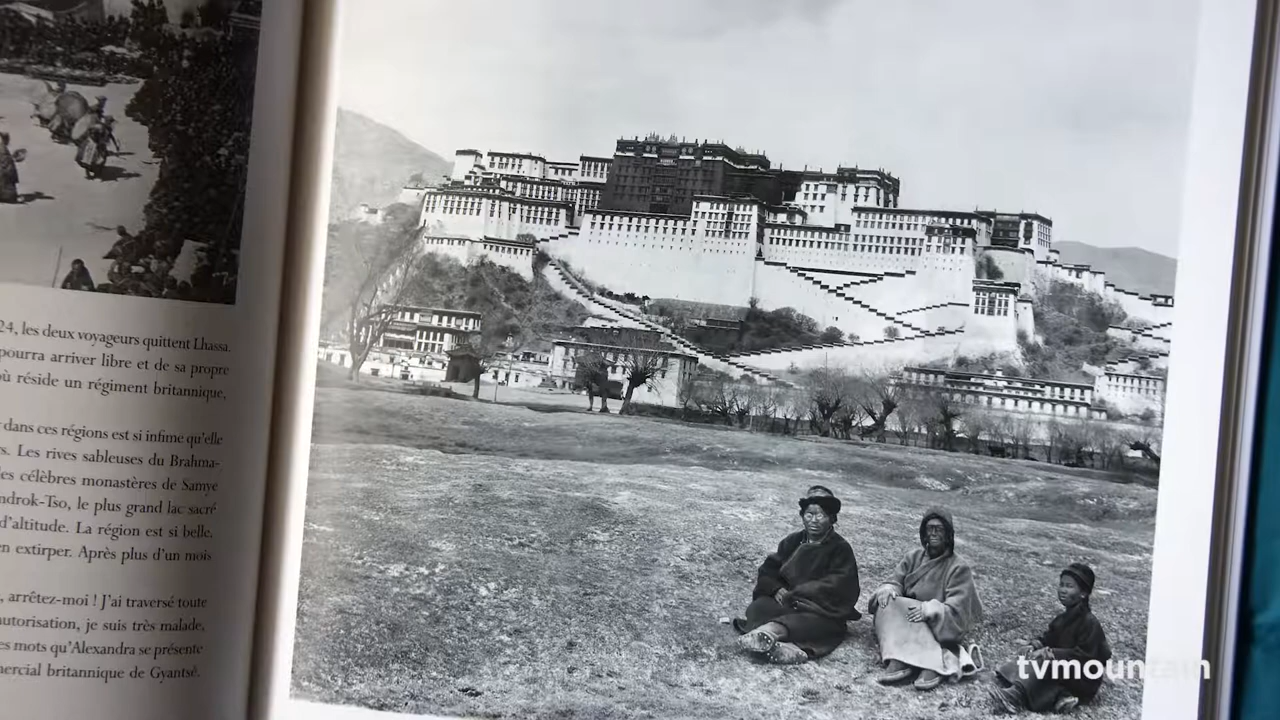 24, les deux voyageurs quittent Lhassa.
pourra arriver libre et de sa propre
où réside un régiment britannique,
dans ces régions est si infime qu'elle
s. Les rives sableuses du Brahma-
les célèbres monastères de Samye
ndrok-Tso, le plus grand lac sacré
d'altitude. La région est si belle,
en extirper. Après plus d'un mois
, arrêtez-moi ! J'ai traversé toute
autorisation, je suis très malade,
es mots qu'Alexandra se présente
mercial britannique de Gyantsé.
tvmountain